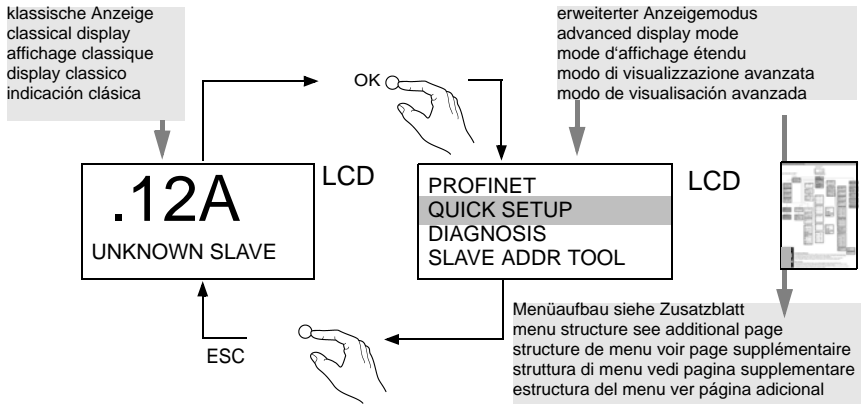 klassische Anzeige
classical display
affichage classique
display classico
indicación clásica
erweiterter Anzeigemodus
advanced display mode
mode d'affichage étendu
modo di visualizzazione avanzata
modo de visualisación avanzada
OK
.12A
UNKNOWN SLAVE
LCD
PROFINET
QUICK SETUP
DIAGNOSIS
SLAVE ADDR TOOL
LCD
ESC
Menüaufbau siehe Zusatzblatt
menu structure see additional page
structure de menu voir page supplémentaire
struttura di menu vedi pagina supplementare
estructura del menu ver página adicional